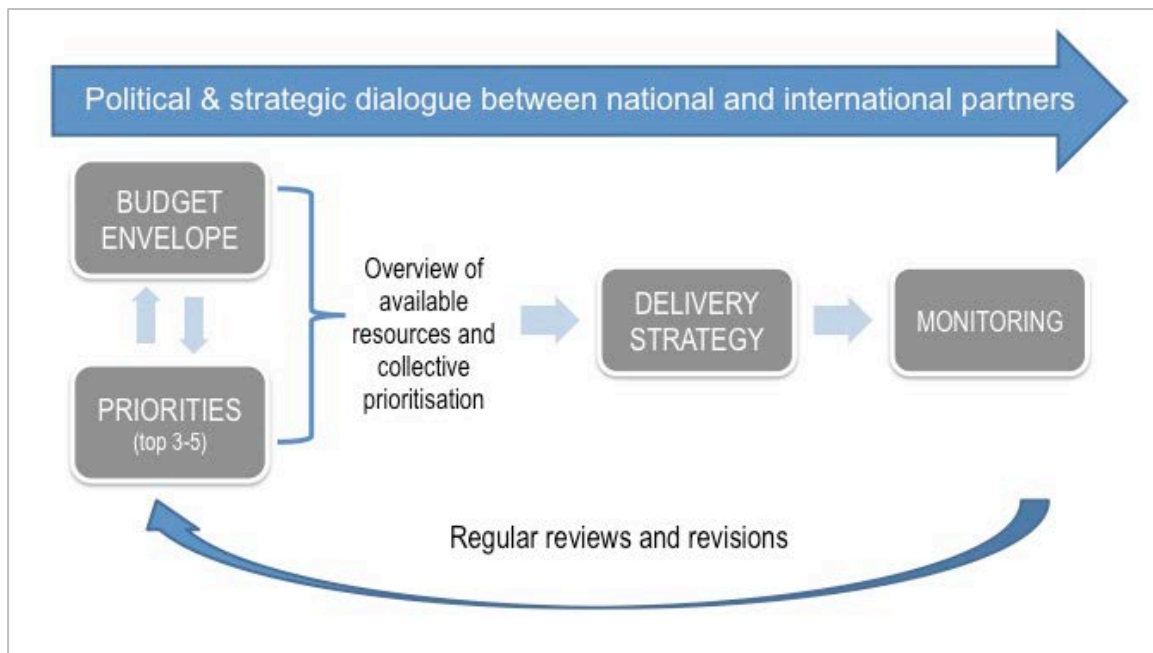 Political & strategic dialogue between national and international partners
BUDGET
ENVELOPE
PRIORITIES
(top 3-5)
Overview of
available
resources and
collective
prioritisation
DELIVERY
STRATEGY
MONITORING
Regular reviews and revisions